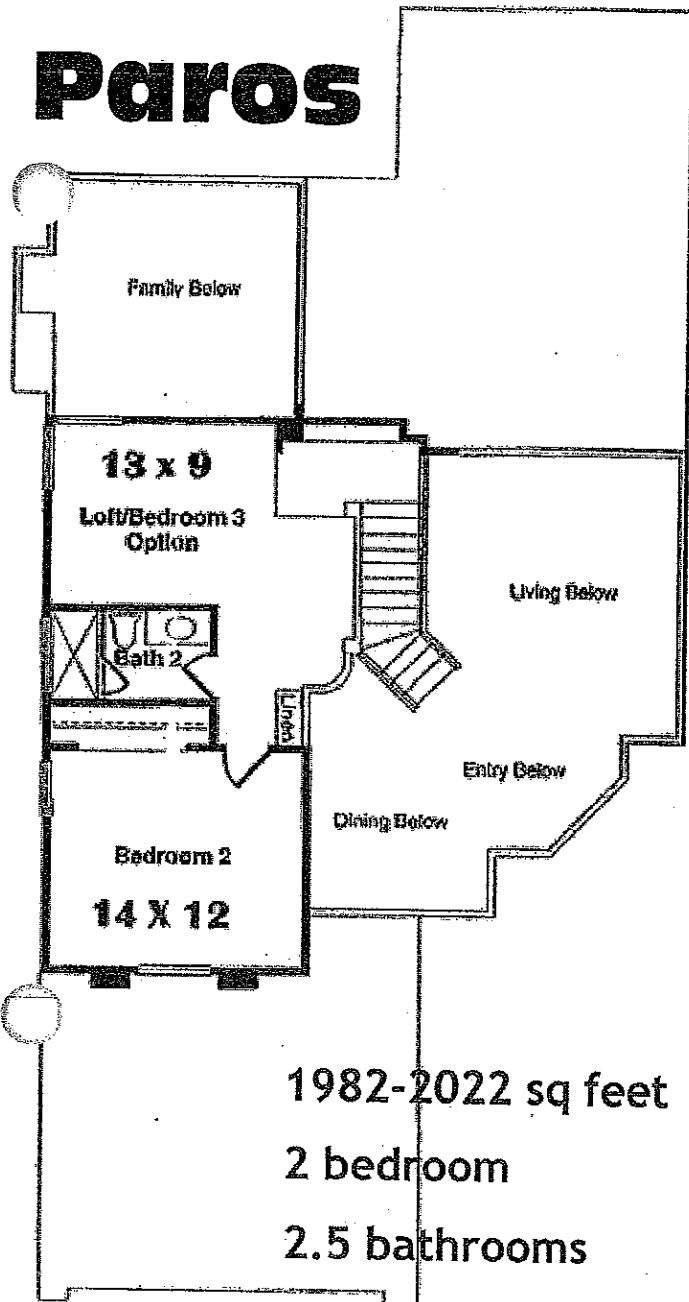 Paros
Family Below
13 x 9
Loft/Bedroom 3
Option
Living Below
Bath 2
Linen
Entry Below
Dining Below
Bedroom 2
14 X 12
1982-2022 sq feet
2 bedroom
2.5 bathrooms